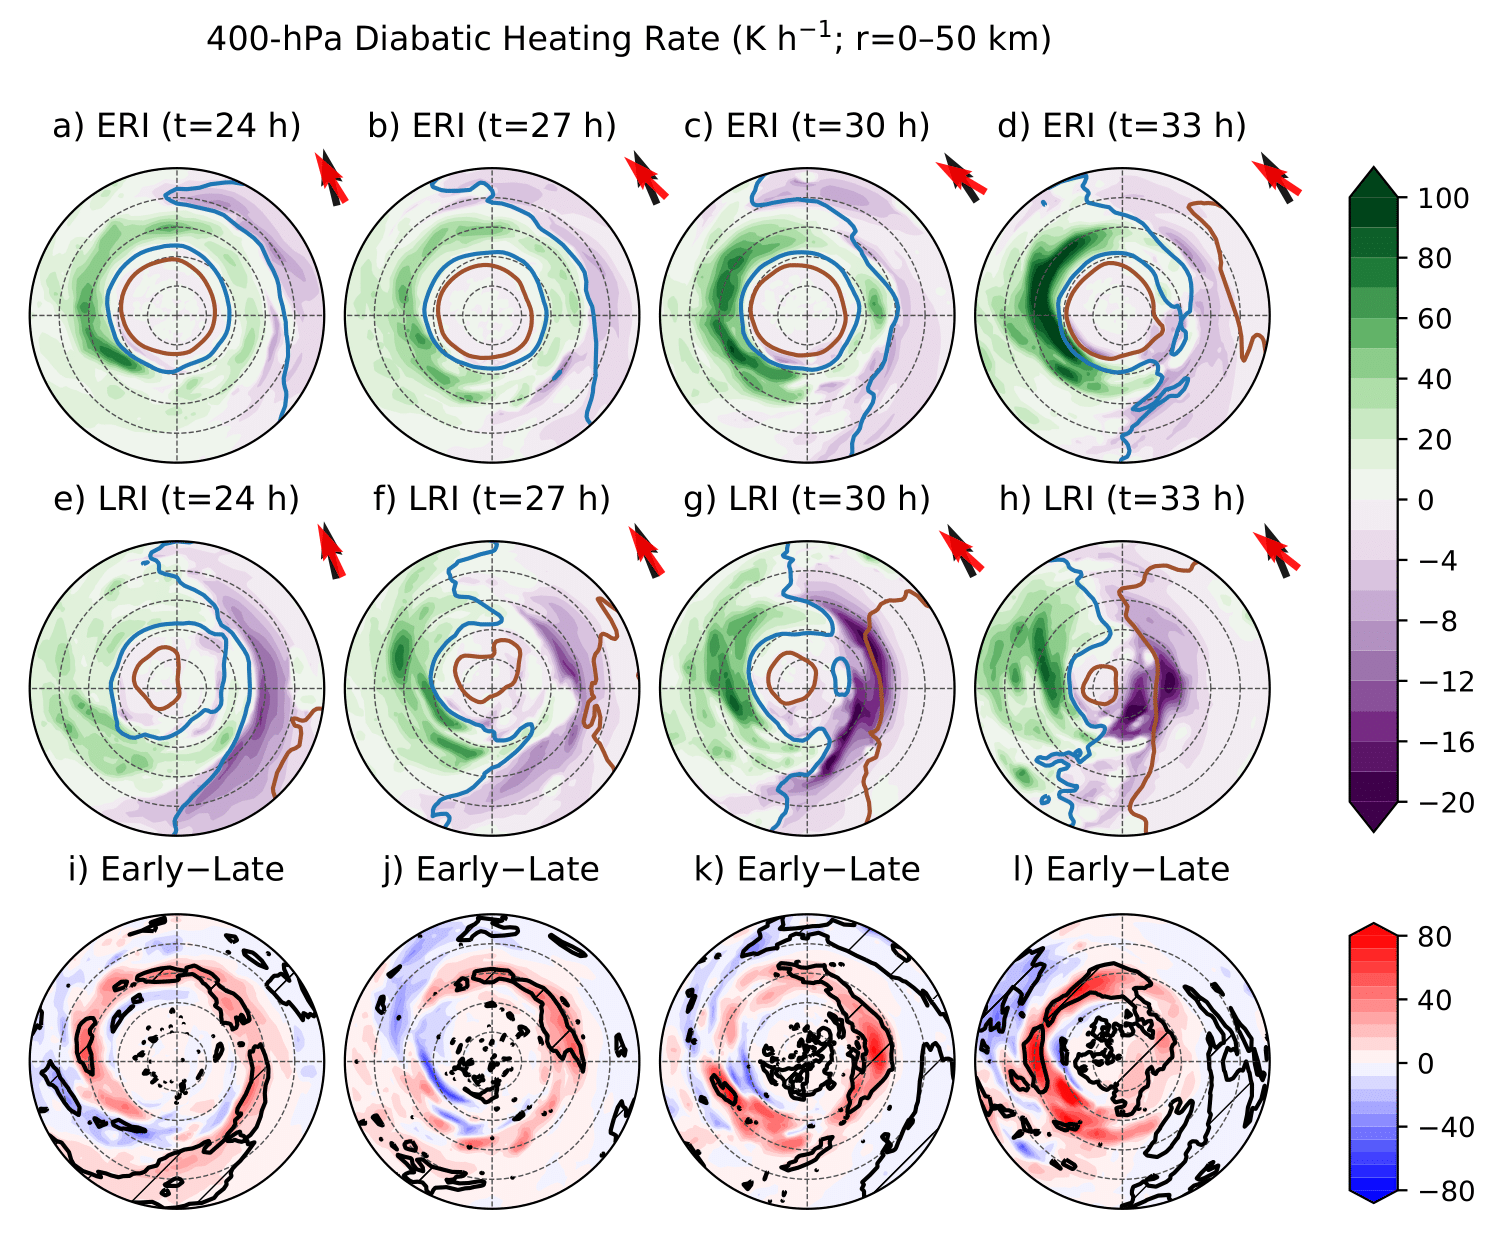 400-hPa Diabatic Heating Rate (K h⁻¹; r=0–50 km)
a) ERI (t=24 h)
b) ERI (t=27 h)
c) ERI (t=30 h)
d) ERI (t=33 h)
100
80
60
40
20
0
−4
−8
−12
−16
−20
e) LRI (t=24 h)
f) LRI (t=27 h)
g) LRI (t=30 h)
h) LRI (t=33 h)
i) Early−Late
j) Early−Late
k) Early−Late
l) Early−Late
80
40
0
−40
−80